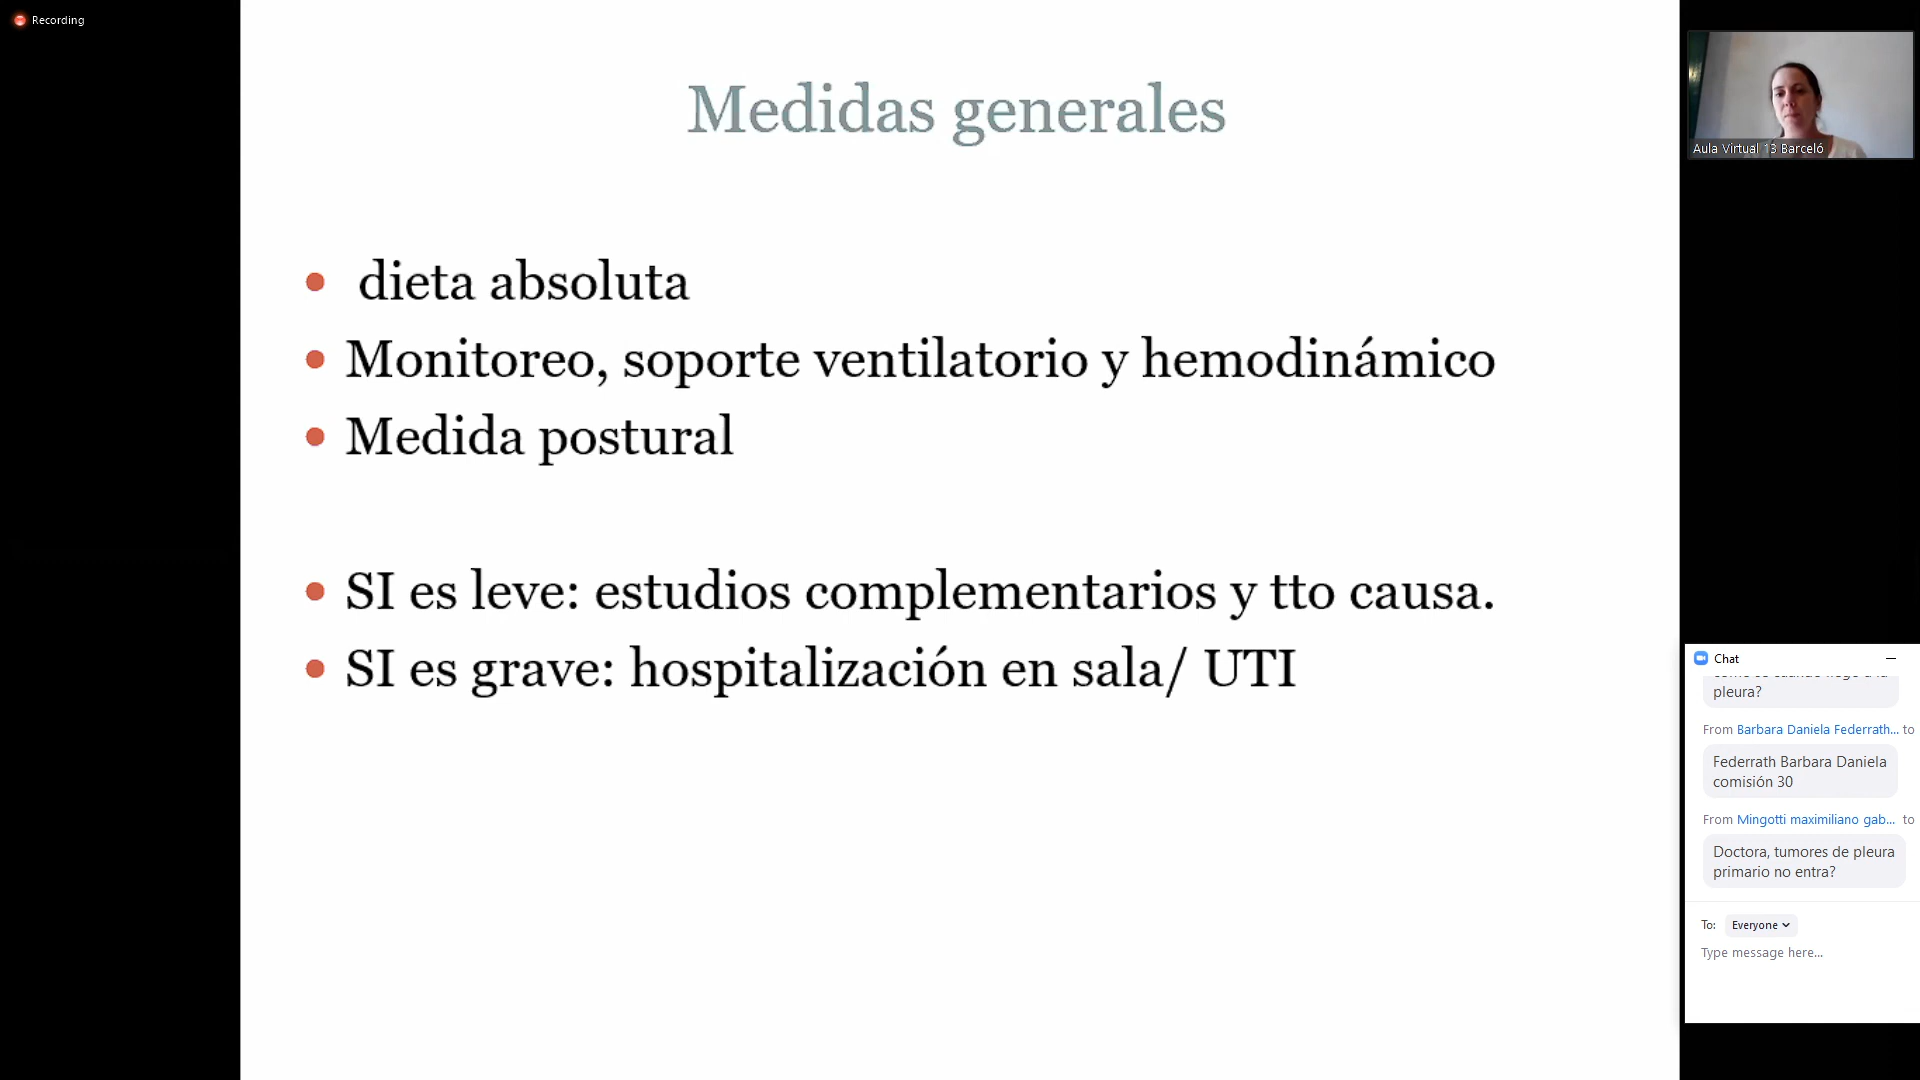 Recording
Medidas generales
dieta absoluta
Monitoreo, soporte ventilatorio y hemodinámico
Medida postural
SI es leve: estudios complementarios y tto causa.
SI es grave: hospitalización en sala/ UTI
Aula Virtual 13 Barceló
Chat
pleura?
From Barbara Daniela Federrath... to
Federrath Barbara Daniela
comisión 30
From Mingotti maximiliano gab... to
Doctora, tumores de pleura
primario no entra?
To: Everyone
Type message here...